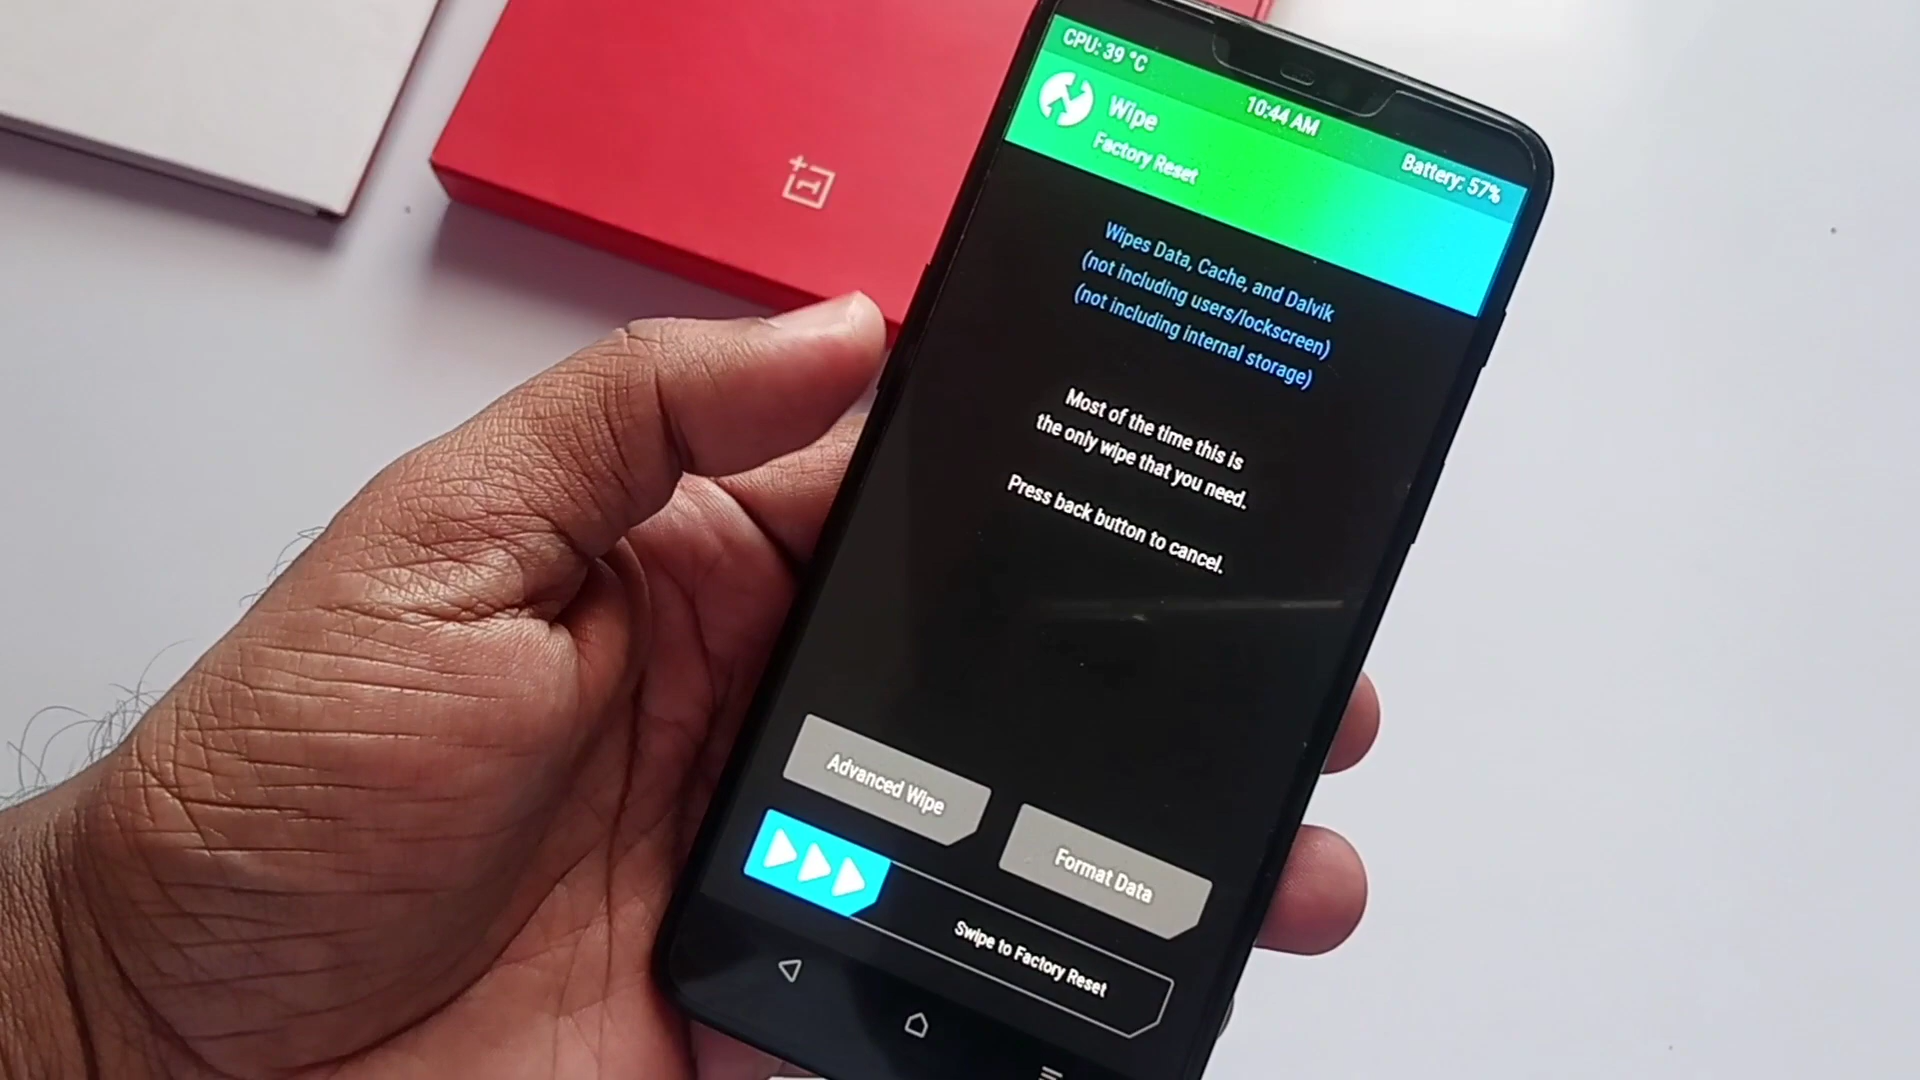 CPU: 39 °C
10:44 AM
Battery: 57%
Wipe
Factory Reset
Wipes Data, Cache, and Dalvik
(not including users/lockscreen)
(not including internal storage)
Most of the time this is
the only wipe that you need.
Press back button to cancel.
Advanced Wipe
Format Data
Swipe to Factory Reset